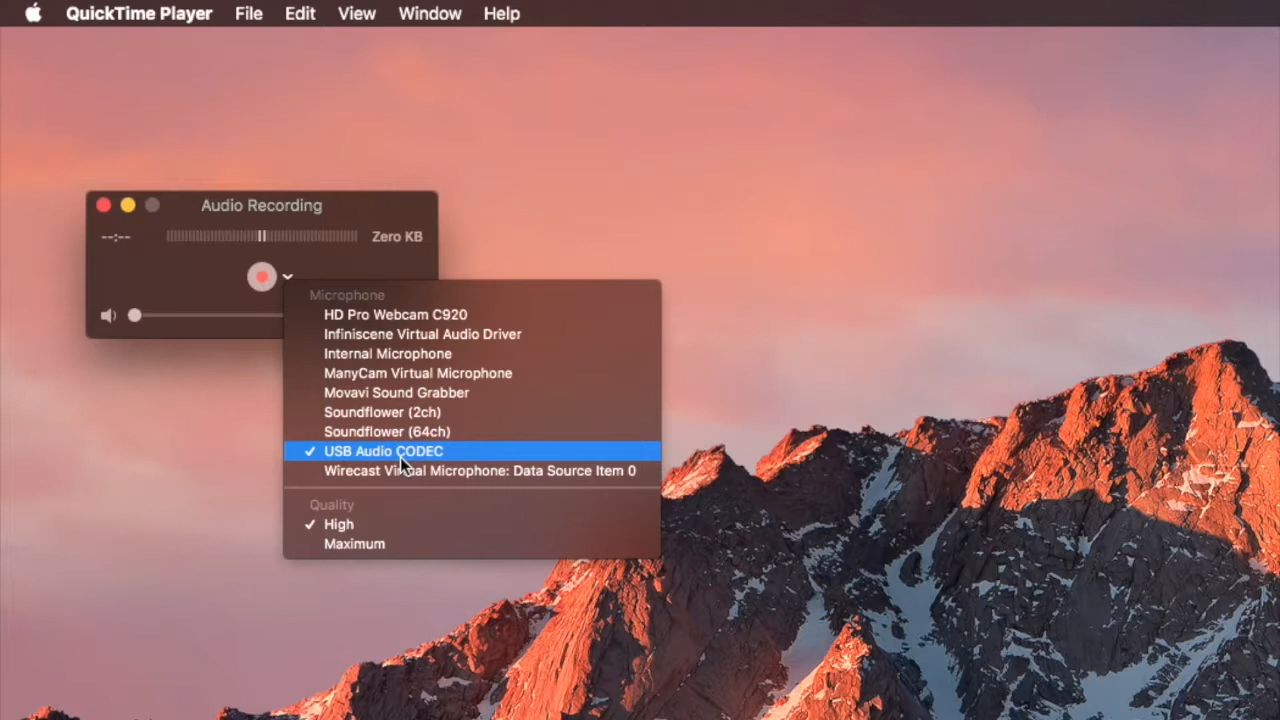 QuickTime Player File Edit View Window Help
Audio Recording
--:-- Zero KB
Microphone
HD Pro Webcam C920
Infiniscene Virtual Audio Driver
Internal Microphone
ManyCam Virtual Microphone
Movavi Sound Grabber
Soundflower (2ch)
Soundflower (64ch)
✓ USB Audio CODEC
Wirecast Virtual Microphone: Data Source Item 0
Quality
✓ High
Maximum